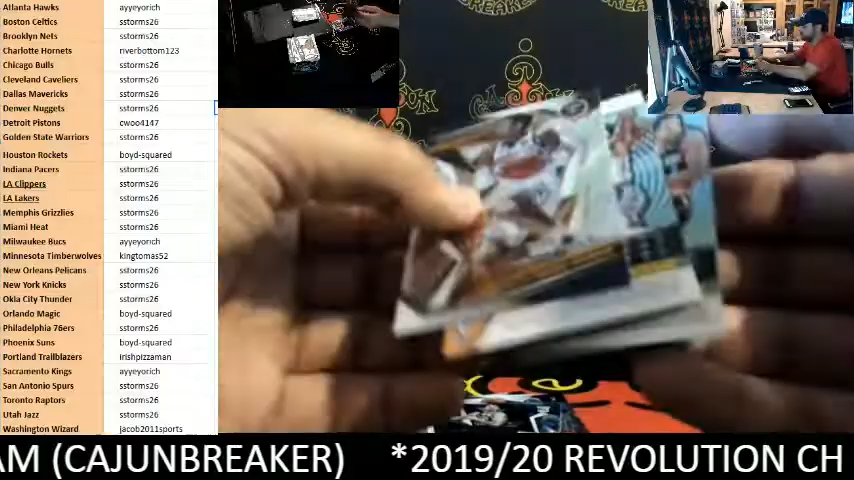 Atlanta Hawks ayyeyorich
Boston Celtics sstorms26
Brooklyn Nets sstorms26
Charlotte Hornets riverbottom123
Chicago Bulls sstorms26
Cleveland Cavaliers sstorms26
Dallas Mavericks sstorms26
Denver Nuggets sstorms26
Detroit Pistons cwoo4147
Golden State Warriors sstorms26
Houston Rockets boyd-squared
Indiana Pacers sstorms26
LA Clippers sstorms26
LA Lakers sstorms26
Memphis Grizzlies sstorms26
Miami Heat sstorms26
Milwaukee Bucs ayyeyorich
Minnesota Timberwolves kingtomas52
New Orleans Pelicans sstorms26
New York Knicks sstorms26
Okla City Thunder sstorms26
Orlando Magic boyd-squared
Philadelphia 76ers sstorms26
Phoenix Suns boyd-squared
Portland Trailblazers irishpizzaman
Sacramento Kings ayyeyorich
San Antonio Spurs sstorms26
Toronto Raptors sstorms26
Utah Jazz sstorms26
Washington Wizard jacob2011sports
AM (CAJUNBREAKER) *2019/20 REVOLUTION CH